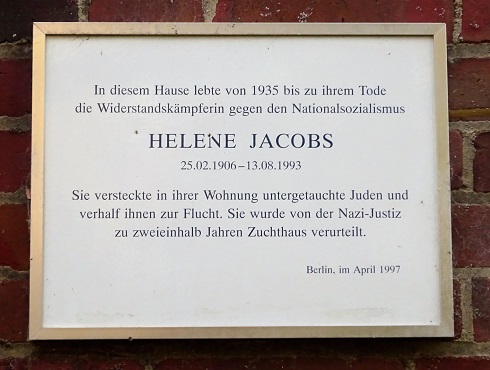 In diesem Hause lebte von 1935 bis zu ihrem Tode
die Widerstandskämpferin gegen den Nationalsozialismus
HELENE JACOBS
25.02.1906–13.08.1993
Sie versteckte in ihrer Wohnung untergetauchte Juden und
verhalf ihnen zur Flucht. Sie wurde von der Nazi-Justiz
zu zweieinhalb Jahren Zuchthaus verurteilt.
Berlin, im April 1997